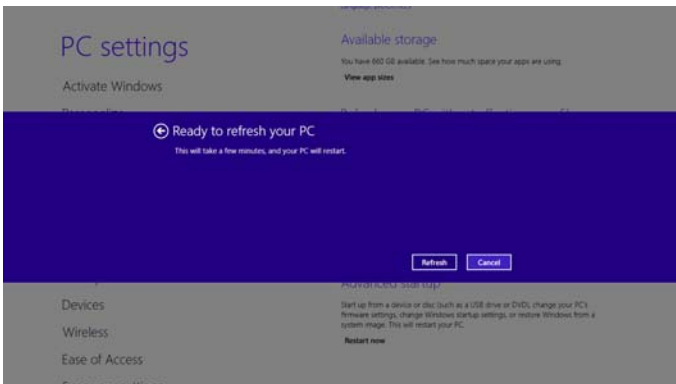 PC settings
Activate Windows
Devices
Wireless
Ease of Access
Available storage
You have 660 GB available. See how much space your apps are using.
View app sizes
Ready to refresh your PC
This will take a few minutes, and your PC will restart.
Refresh
Cancel
Advanced startup
Start up from a device or disc (such as a USB drive or DVD), change your PC's
firmware settings, change Windows startup settings, or restore Windows from a
system image. This will restart your PC.
Restart now